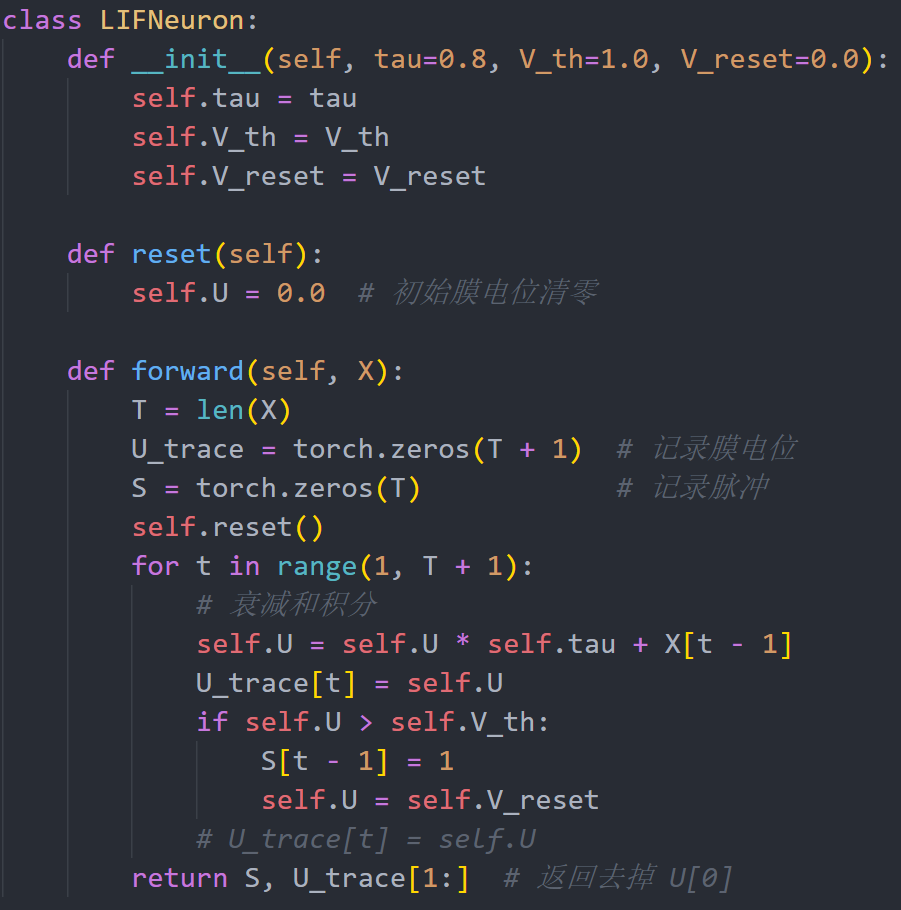 class LIFNeuron:
    def __init__(self, tau=0.8, V_th=1.0, V_reset=0.0):
        self.tau = tau
        self.V_th = V_th
        self.V_reset = V_reset

    def reset(self):
        self.U = 0.0  # 初始膜电位清零

    def forward(self, X):
        T = len(X)
        U_trace = torch.zeros(T + 1)  # 记录膜电位
        S = torch.zeros(T)            # 记录脉冲
        self.reset()
        for t in range(1, T + 1):
            # 衰减和积分
            self.U = self.U * self.tau + X[t - 1]
            U_trace[t] = self.U
            if self.U > self.V_th:
                S[t - 1] = 1
                self.U = self.V_reset
            # U_trace[t] = self.U
        return S, U_trace[1:]  # 返回去掉 U[0]